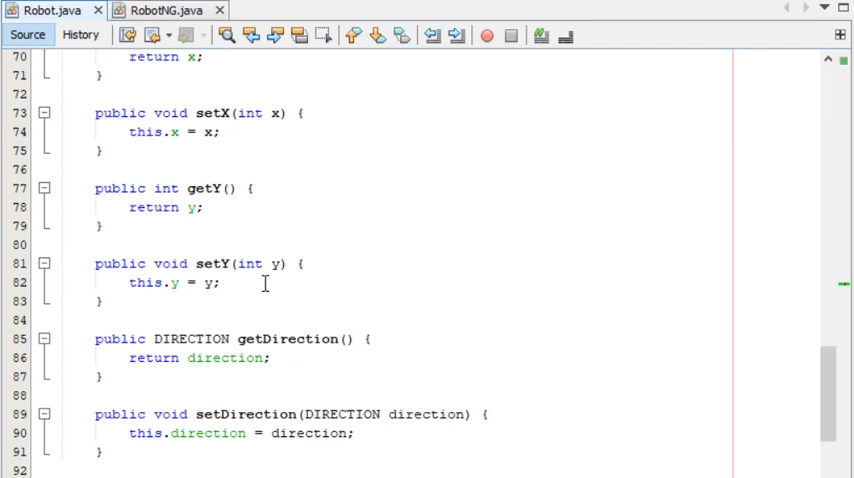 Robot.java RobotNG.java
Source History
70 return x;
71 }
72
73 public void setX(int x) {
74 this.x = x;
75 }
76
77 public int getY() {
78 return y;
79 }
80
81 public void setY(int y) {
82 this.y = y;
83 }
84
85 public DIRECTION getDirection() {
86 return direction;
87 }
88
89 public void setDirection(DIRECTION direction) {
90 this.direction = direction;
91 }
92